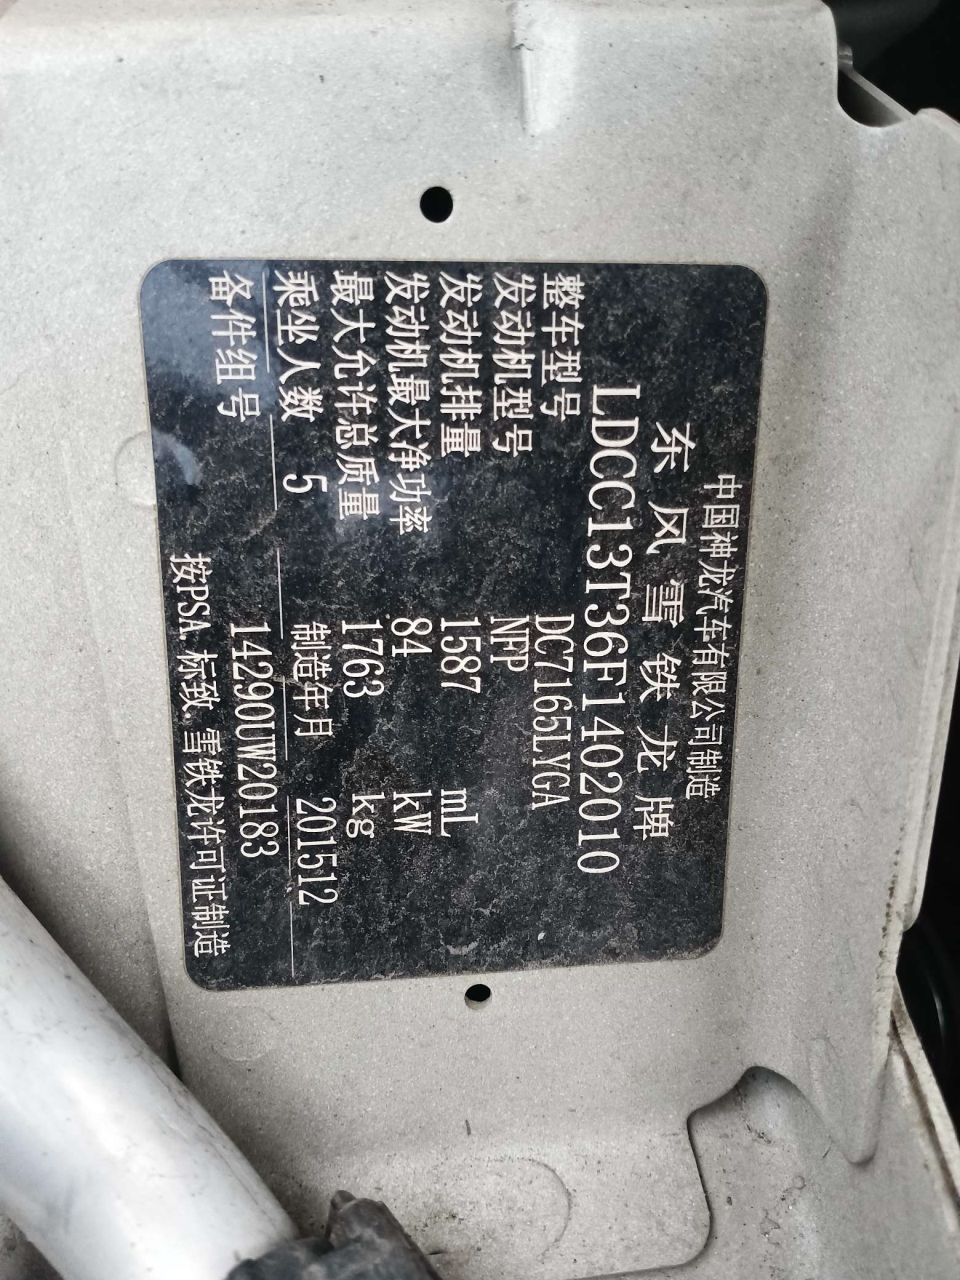 中国神龙汽车有限公司制造
东风雪铁龙牌
LDCC13T36F1402010
整车型号 DC7165LYGA
发动机型号 NFP
发动机排量 1587 mL
发动机最大净功率 84 kW
最大允许总质量 1763 kg
乘坐人数 5 制造年月 201512
备件组号 14290UW20183
按PSA.标致.雪铁龙许可证制造